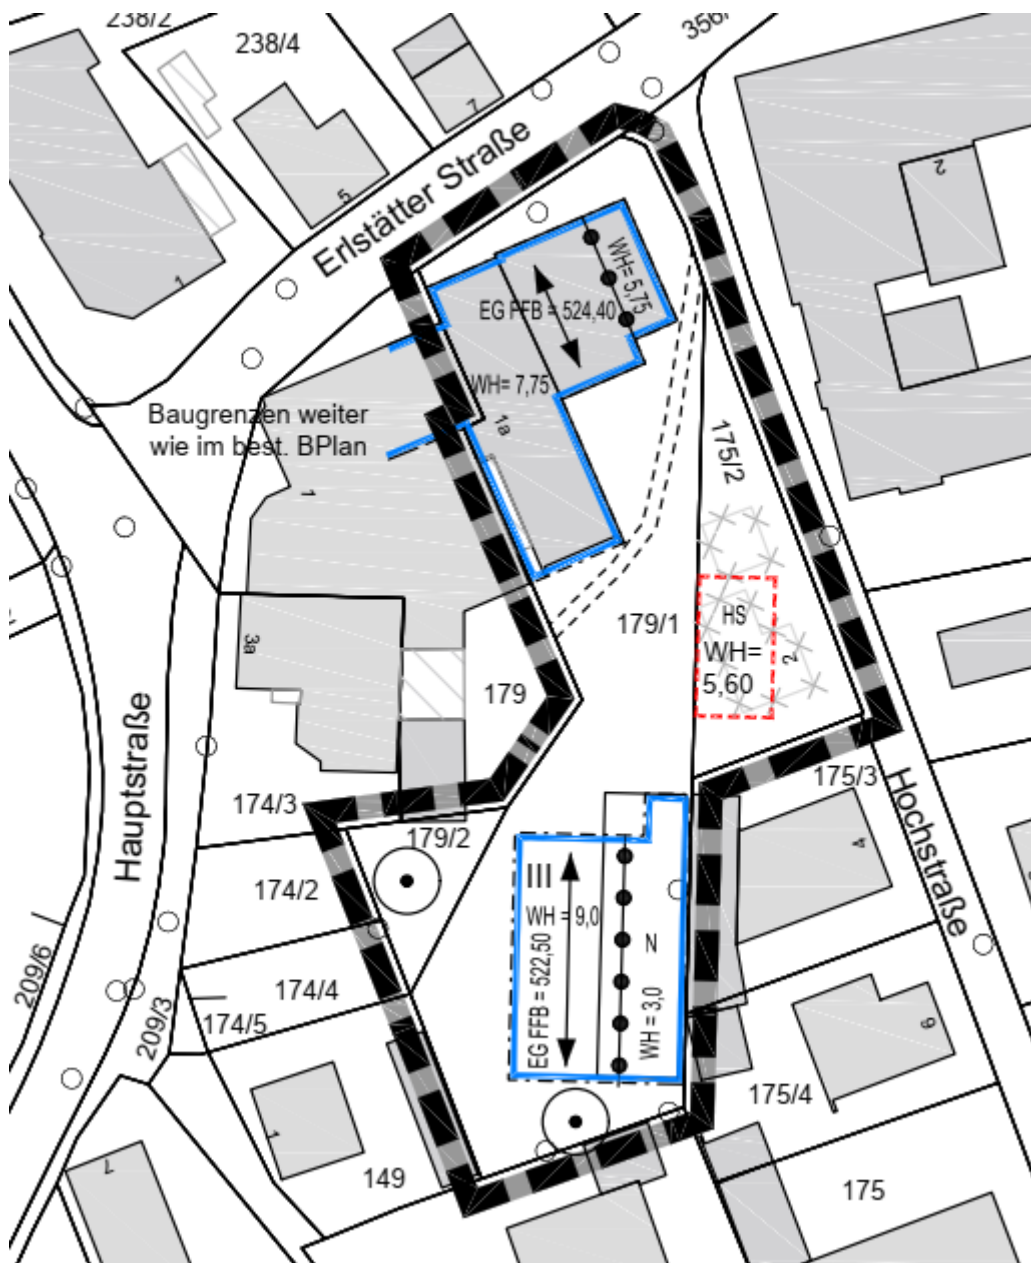 238/2
238/4
356/
7
5
1
2
Erlstätter Straße
WH= 5,75
EG FFB = 524,40
WH= 7,75
1a
Baugrenzen weiter
wie im best. BPlan
1
175/2
179/1
HS
WH=
5,60
2
3a
179
Hauptstraße
174/3
179/2
175/3
4
Hochstraße
174/2
III
WH = 9,0
EG FFB = 522,50
N
WH = 3,0
209/6
174/4
174/5
209/3
6
175/4
1
7
149
175